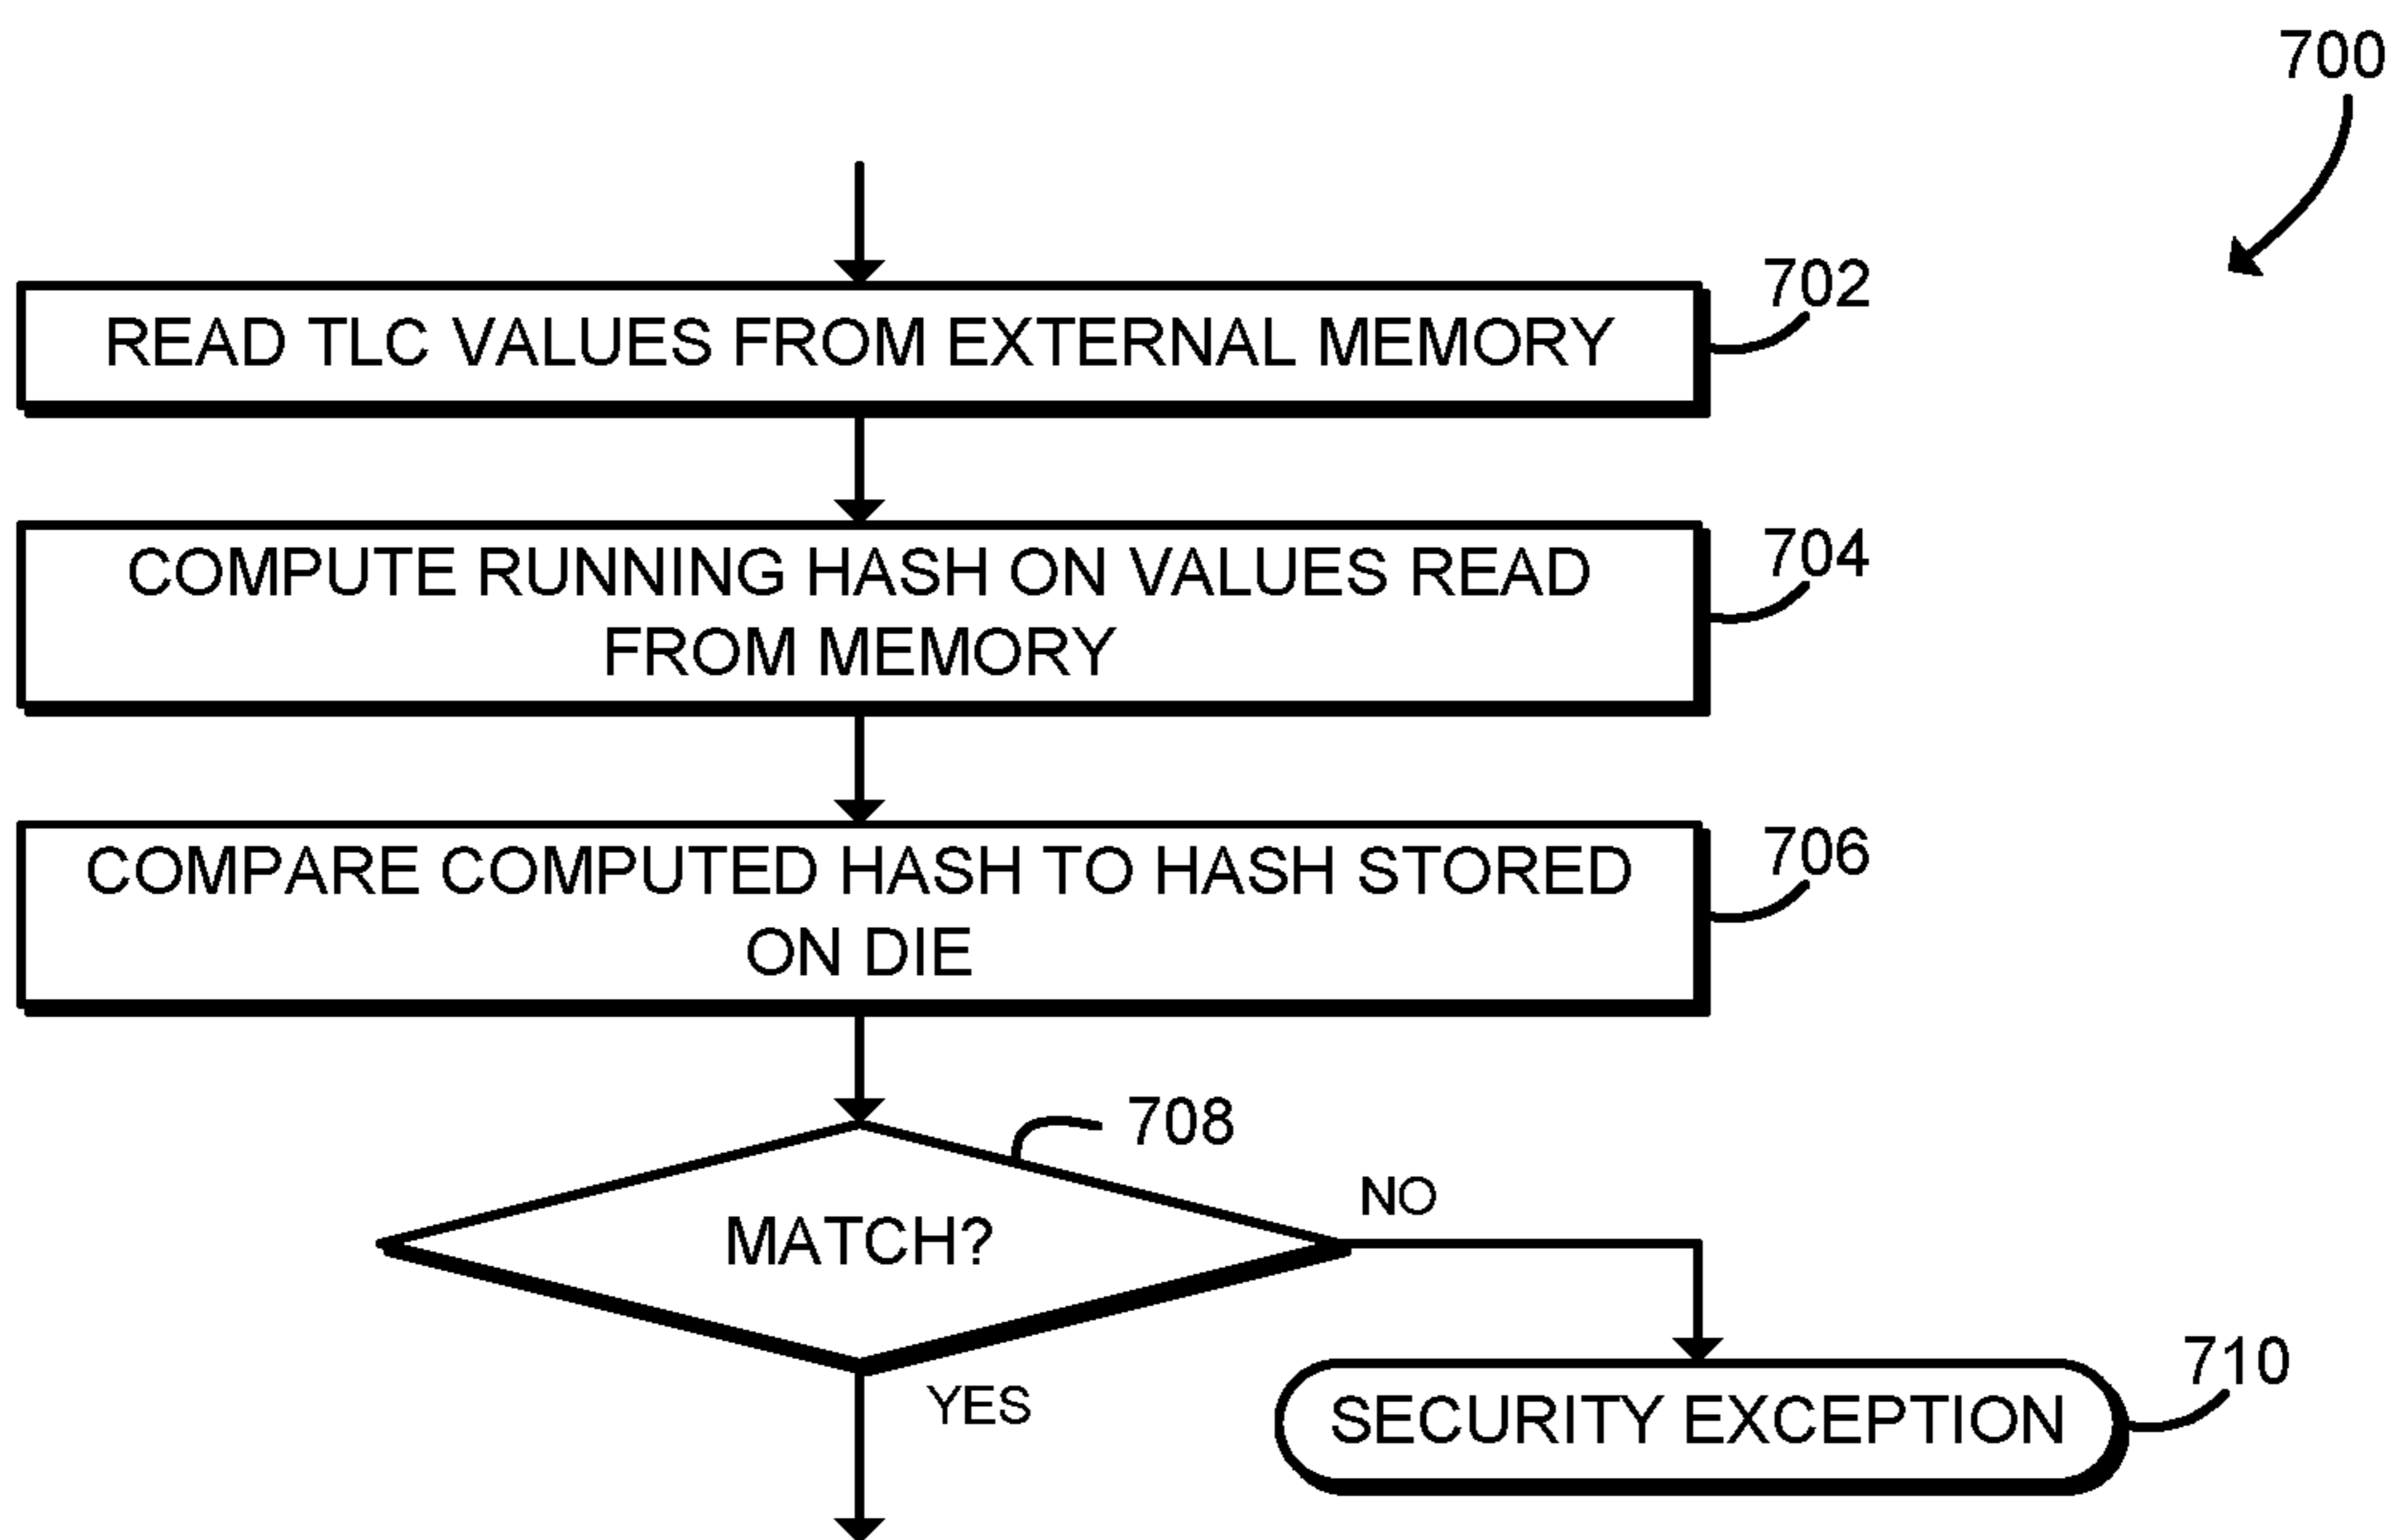 700
702
READ TLC VALUES FROM EXTERNAL MEMORY
704
COMPUTE RUNNING HASH ON VALUES READ
FROM MEMORY
706
COMPARE COMPUTED HASH TO HASH STORED
ON DIE
708
MATCH?
NO
YES
710
SECURITY EXCEPTION